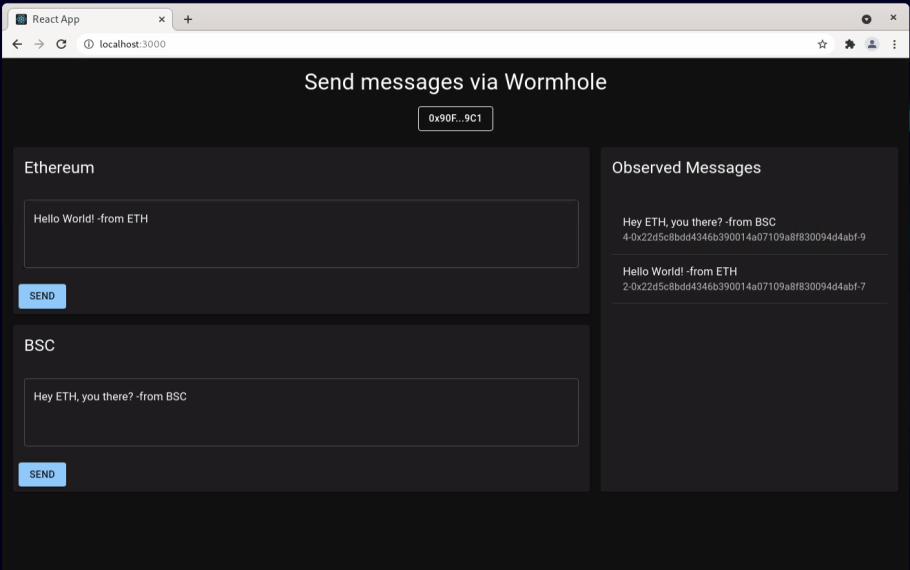 React App
localhost:3000
Send messages via Wormhole
0x90F...9C1
Ethereum
Hello World! -from ETH
SEND
BSC
Hey ETH, you there? -from BSC
SEND
Observed Messages
Hey ETH, you there? -from BSC
4-0x22d5c8bdd4346b390014a07109a8f830094d4abf-9
Hello World! -from ETH
2-0x22d5c8bdd4346b390014a07109a8f830094d4abf-7